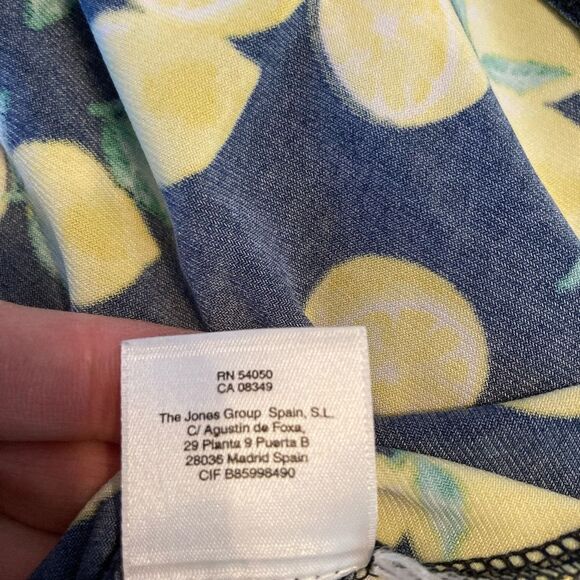 RN 54050
CA 08349
The Jones Group Spain, S.L.
C/ Agustin de Foxa,
29 Planta 9 Puerta B
28036 Madrid Spain
CIF B85998490